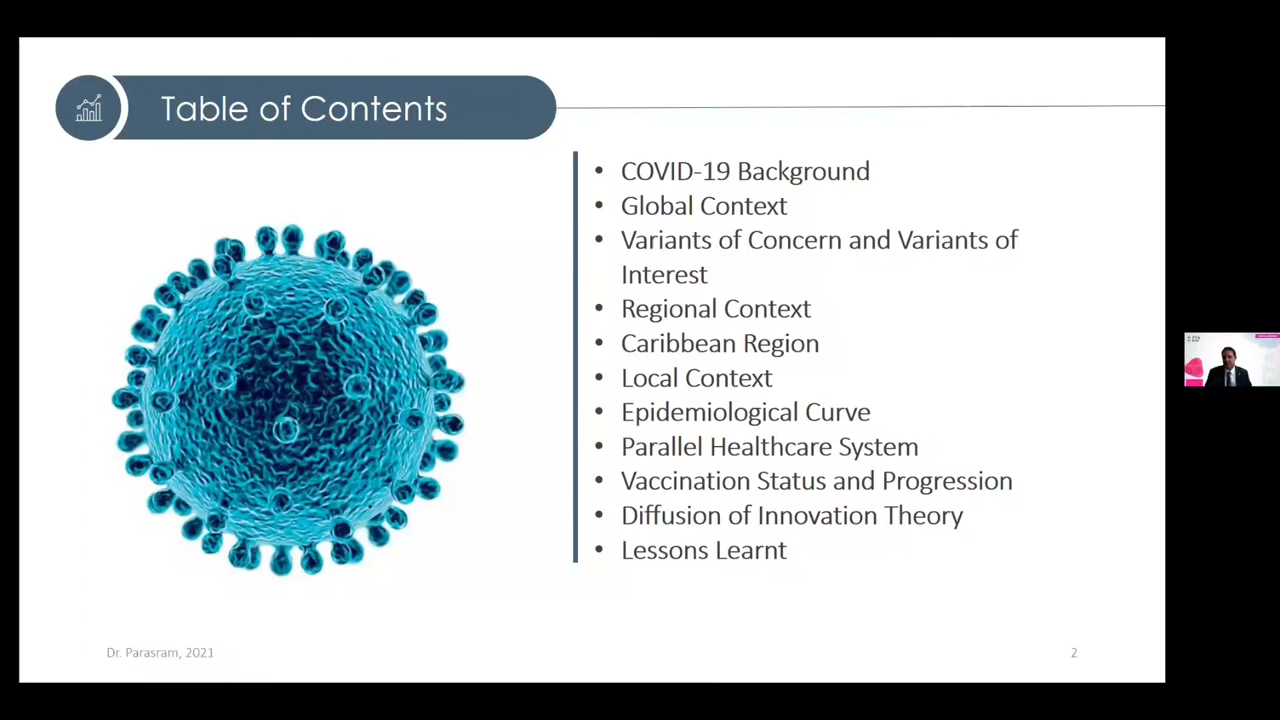 Table of Contents
• COVID-19 Background
• Global Context
• Variants of Concern and Variants of
Interest
• Regional Context
• Caribbean Region
• Local Context
• Epidemiological Curve
• Parallel Healthcare System
• Vaccination Status and Progression
• Diffusion of Innovation Theory
• Lessons Learnt
Dr. Parasram, 2021
2